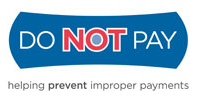 DO NOT PAY
helping prevent improper payments